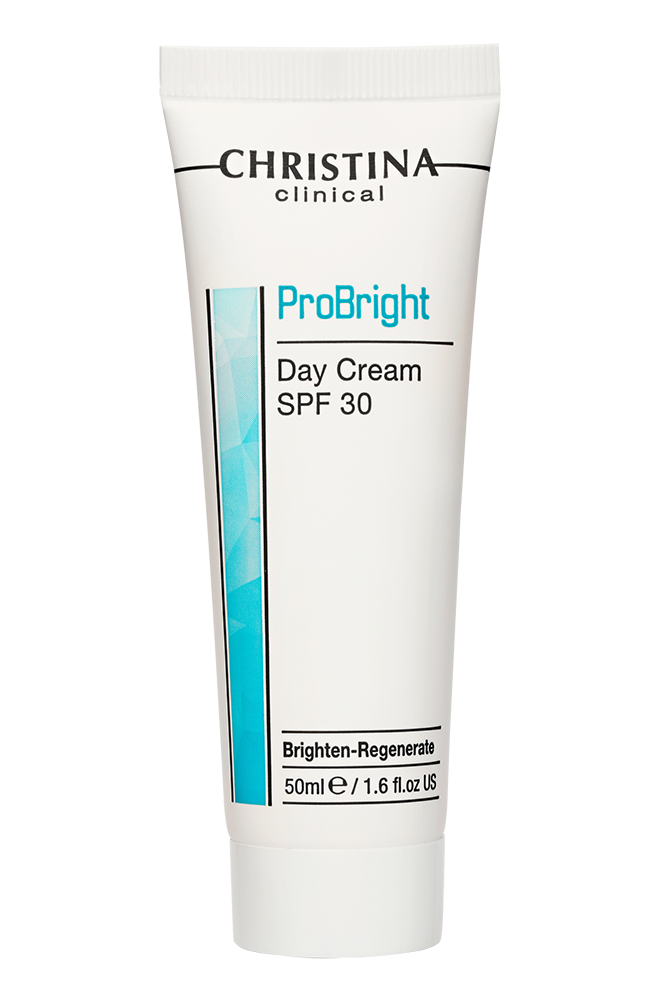 CHRISTINA
clinical
ProBright
Day Cream
SPF 30
Brighten-Regenerate
50ml ℮ / 1.6 fl.oz US